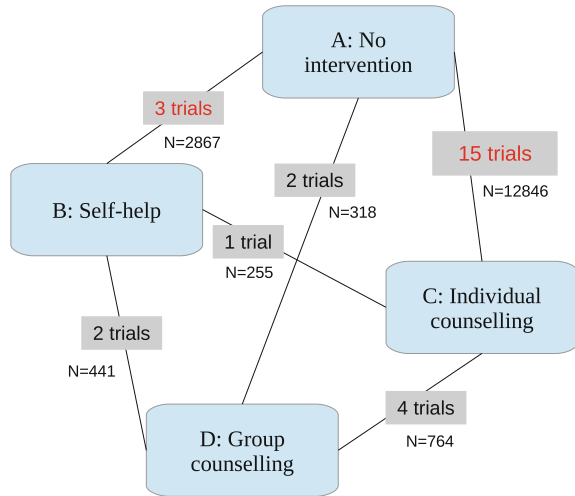 A: No
intervention
3 trials
N=2867
15 trials
N=12846
2 trials
N=318
B: Self-help
1 trial
N=255
C: Individual
counselling
2 trials
N=441
4 trials
N=764
D: Group
counselling